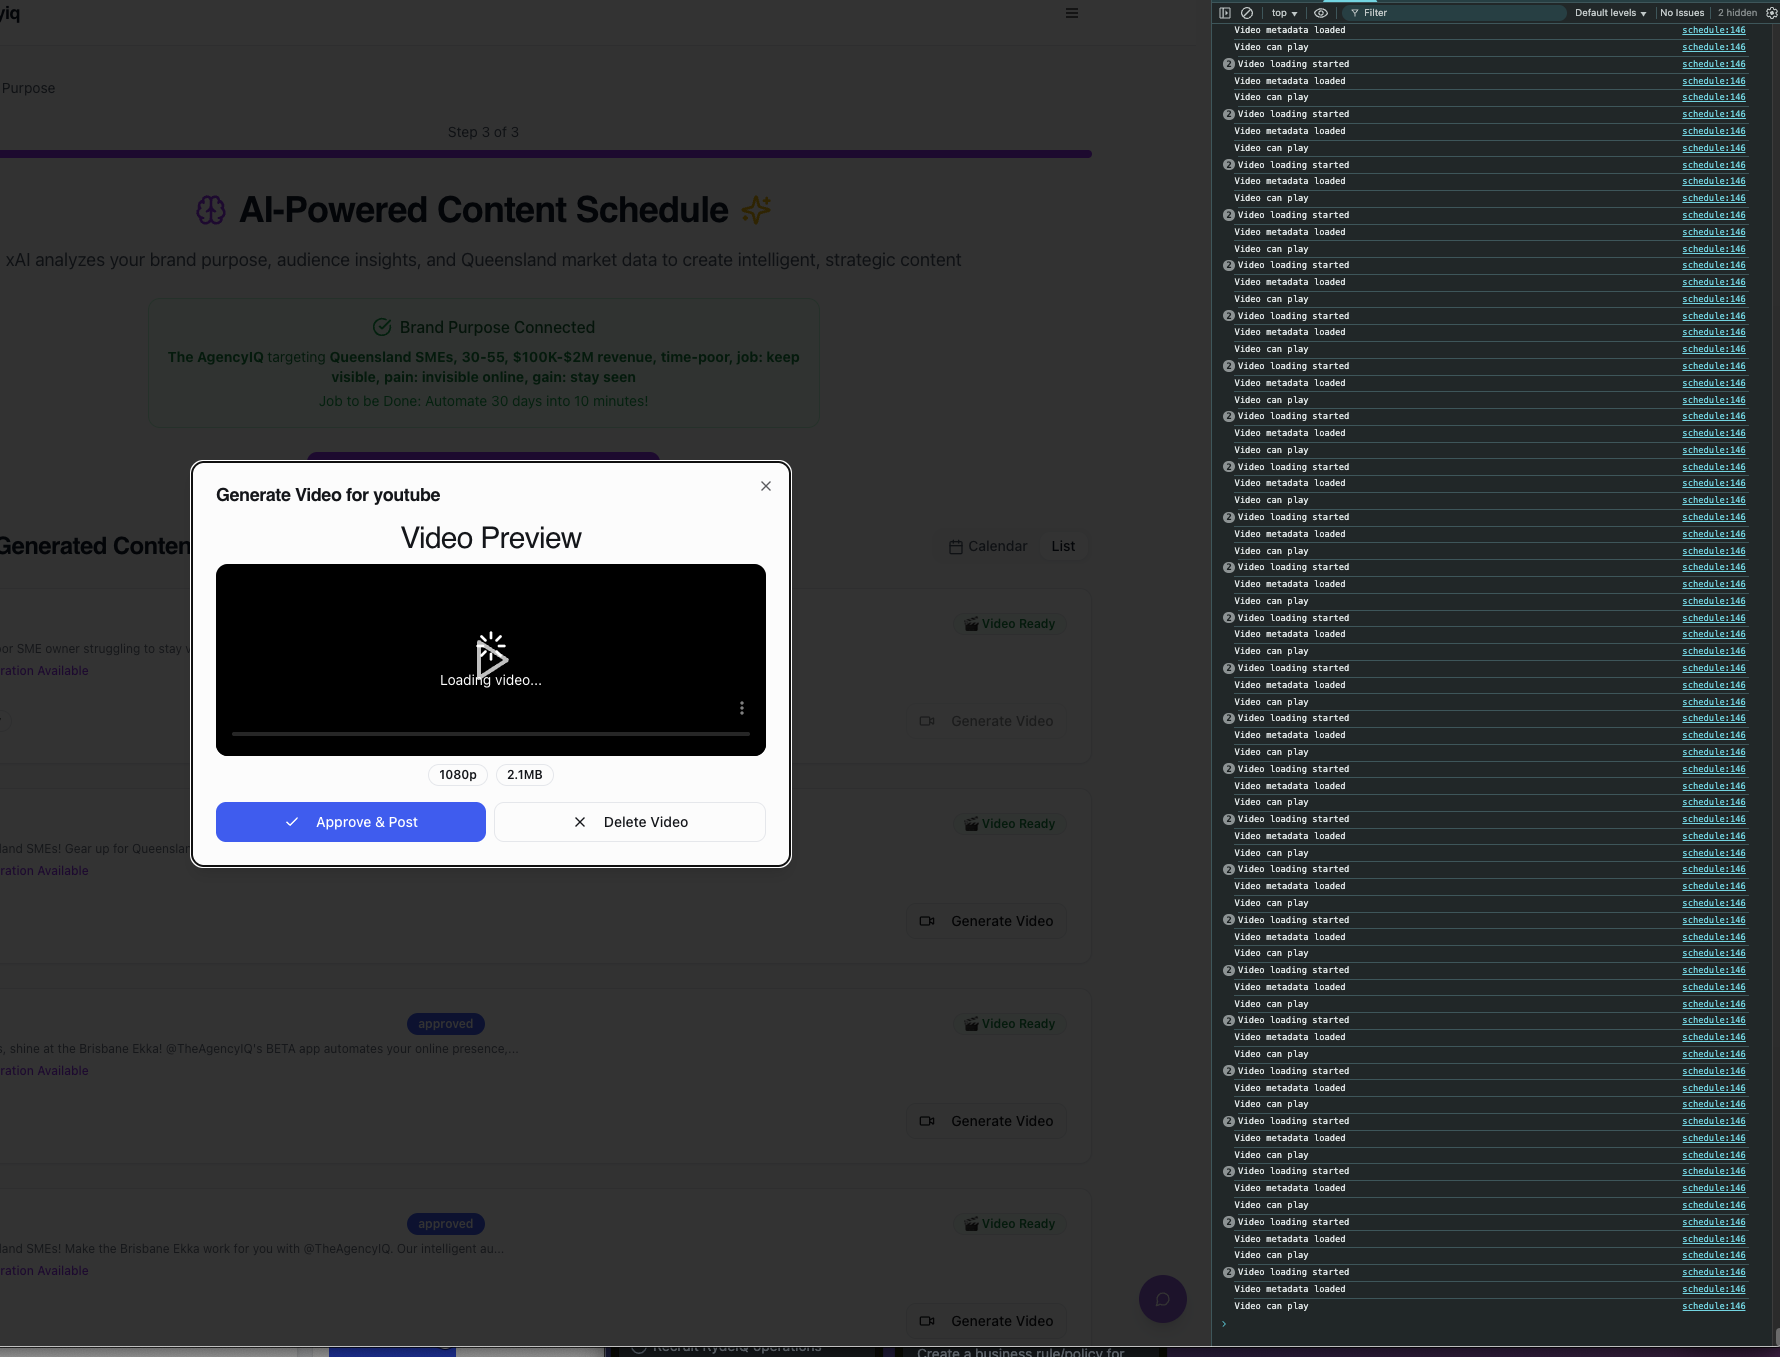 yiq
Purpose
Step 3 of 3
AI-Powered Content Schedule
xAI analyzes your brand purpose, audience insights, and Queensland market data to create intelligent, strategic content
Brand Purpose Connected
The AgencyIQ targeting Queensland SMEs, 30-55, $100K-$2M revenue, time-poor, job: keep
visible, pain: invisible online, gain: stay seen
Job to be Done: Automate 30 days into 10 minutes!
Generate Video for youtube
Video Preview
Loading video...
1080p 2.1MB
Approve & Post Delete Video
Generated Conten
Calendar List
Video Ready
oor SME owner struggling to stay v
ration Available
Generate Video
Video Ready
land SMEs! Gear up for Queenslan
ration Available
Generate Video
approved Video Ready
s, shine at the Brisbane Ekka! @TheAgencyIQ's BETA app automates your online presence,...
ration Available
Generate Video
approved Video Ready
land SMEs! Make the Brisbane Ekka work for you with @TheAgencyIQ. Our intelligent au...
ration Available
Generate Video
Create a business rule/policy for
top Filter Default levels No Issues 2 hidden
Video metadata loaded schedule:146
Video can play schedule:146
2 Video loading started schedule:146
Video metadata loaded schedule:146
Video can play schedule:146
2 Video loading started schedule:146
Video metadata loaded schedule:146
Video can play schedule:146
2 Video loading started schedule:146
Video metadata loaded schedule:146
Video can play schedule:146
2 Video loading started schedule:146
Video metadata loaded schedule:146
Video can play schedule:146
2 Video loading started schedule:146
Video metadata loaded schedule:146
Video can play schedule:146
2 Video loading started schedule:146
Video metadata loaded schedule:146
Video can play schedule:146
2 Video loading started schedule:146
Video metadata loaded schedule:146
Video can play schedule:146
2 Video loading started schedule:146
Video metadata loaded schedule:146
Video can play schedule:146
2 Video loading started schedule:146
Video metadata loaded schedule:146
Video can play schedule:146
2 Video loading started schedule:146
Video metadata loaded schedule:146
Video can play schedule:146
2 Video loading started schedule:146
Video metadata loaded schedule:146
Video can play schedule:146
2 Video loading started schedule:146
Video metadata loaded schedule:146
Video can play schedule:146
2 Video loading started schedule:146
Video metadata loaded schedule:146
Video can play schedule:146
2 Video loading started schedule:146
Video metadata loaded schedule:146
Video can play schedule:146
2 Video loading started schedule:146
Video metadata loaded schedule:146
Video can play schedule:146
2 Video loading started schedule:146
Video metadata loaded schedule:146
Video can play schedule:146
2 Video loading started schedule:146
Video metadata loaded schedule:146
Video can play schedule:146
2 Video loading started schedule:146
Video metadata loaded schedule:146
Video can play schedule:146
2 Video loading started schedule:146
Video metadata loaded schedule:146
Video can play schedule:146
2 Video loading started schedule:146
Video metadata loaded schedule:146
Video can play schedule:146
2 Video loading started schedule:146
Video metadata loaded schedule:146
Video can play schedule:146
2 Video loading started schedule:146
Video metadata loaded schedule:146
Video can play schedule:146
2 Video loading started schedule:146
Video metadata loaded schedule:146
Video can play schedule:146
2 Video loading started schedule:146
Video metadata loaded schedule:146
Video can play schedule:146
2 Video loading started schedule:146
Video metadata loaded schedule:146
Video can play schedule:146